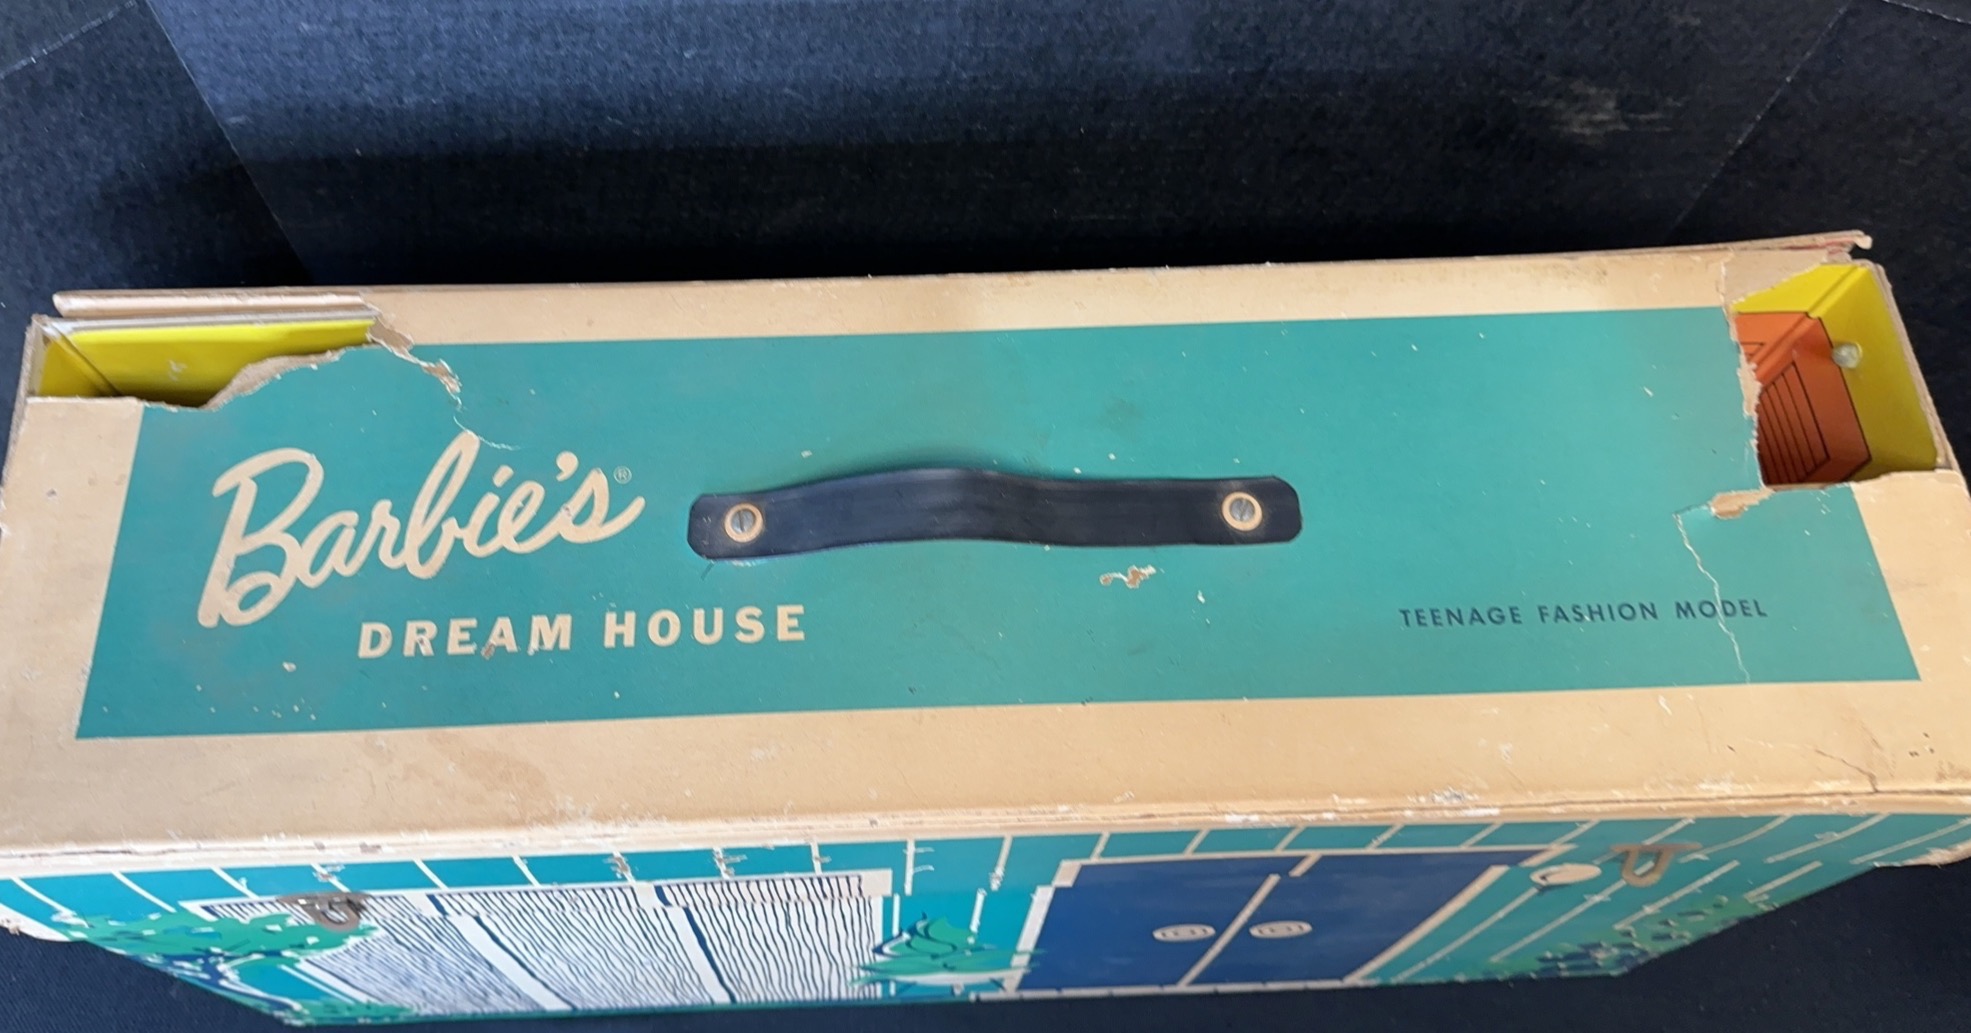 Barbie's®
DREAM HOUSE
TEENAGE FASHION MODEL